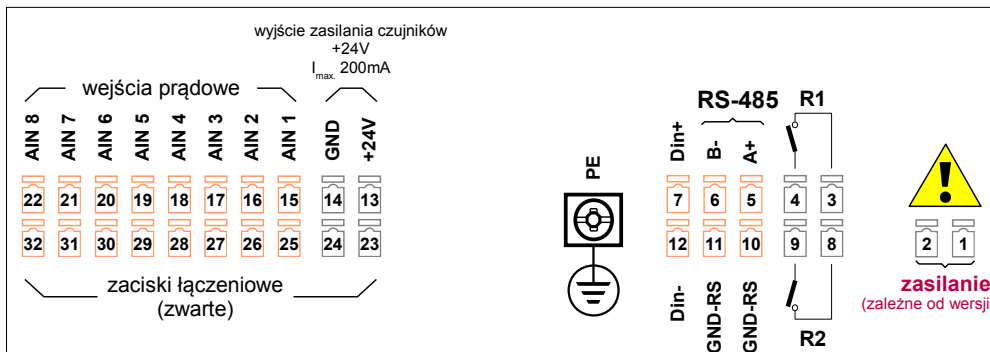 wyjście zasilania czujników
+24V
Imax. 200mA
wejścia prądowe
AIN 8
AIN 7
AIN 6
AIN 5
AIN 4
AIN 3
AIN 2
AIN 1
GND
+24V
22 21 20 19 18 17 16 15 14 13
32 31 30 29 28 27 26 25 24 23
zaciski łączeniowe
(zwarte)
PE
RS-485
R1
Din+
B-
A+
7 6 5 4 3
12 11 10 9 8
Din-
GND-RS
GND-RS
R2
!
2 1
zasilanie
(zależne od wersji